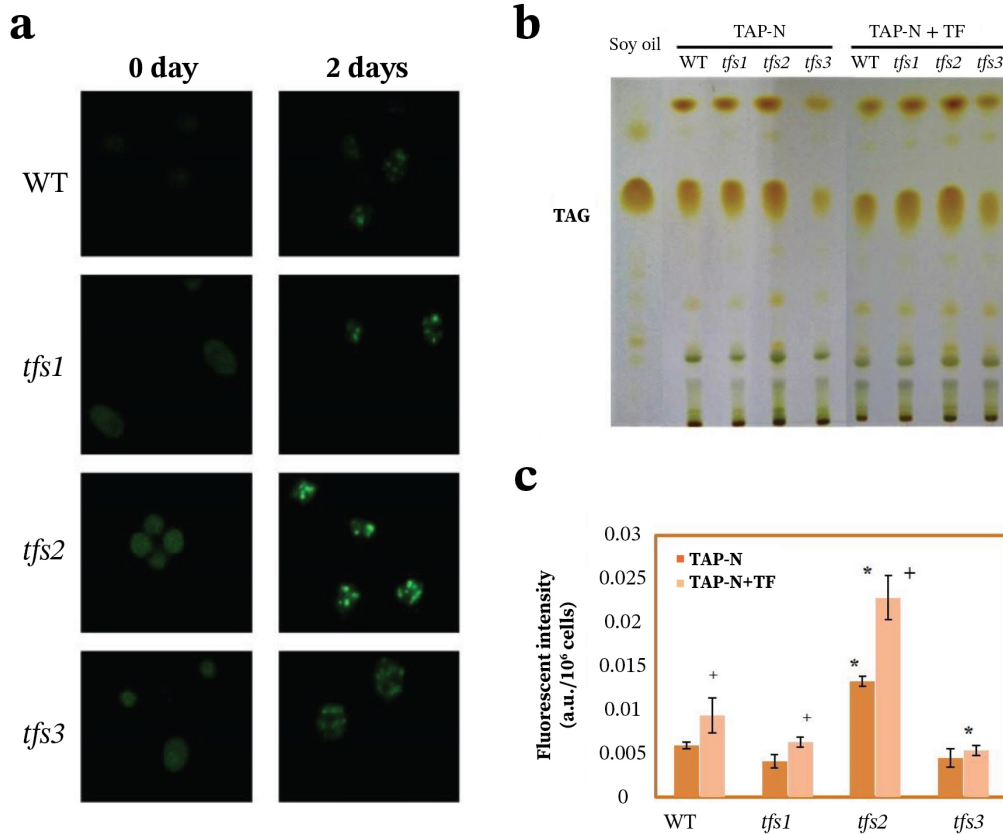 a
0 day 2 days
WT
tfs1
tfs2
tfs3
b
Soy oil TAP-N TAP-N + TF
WT tfs1 tfs2 tfs3 WT tfs1 tfs2 tfs3
TAG
c
Fluorescent intensity
(a.u./10⁶ cells)
0.03
0.025
0.02
0.015
0.01
0.005
0
TAP-N
TAP-N+TF
+
+
*
*
+
*
WT tfs1 tfs2 tfs3